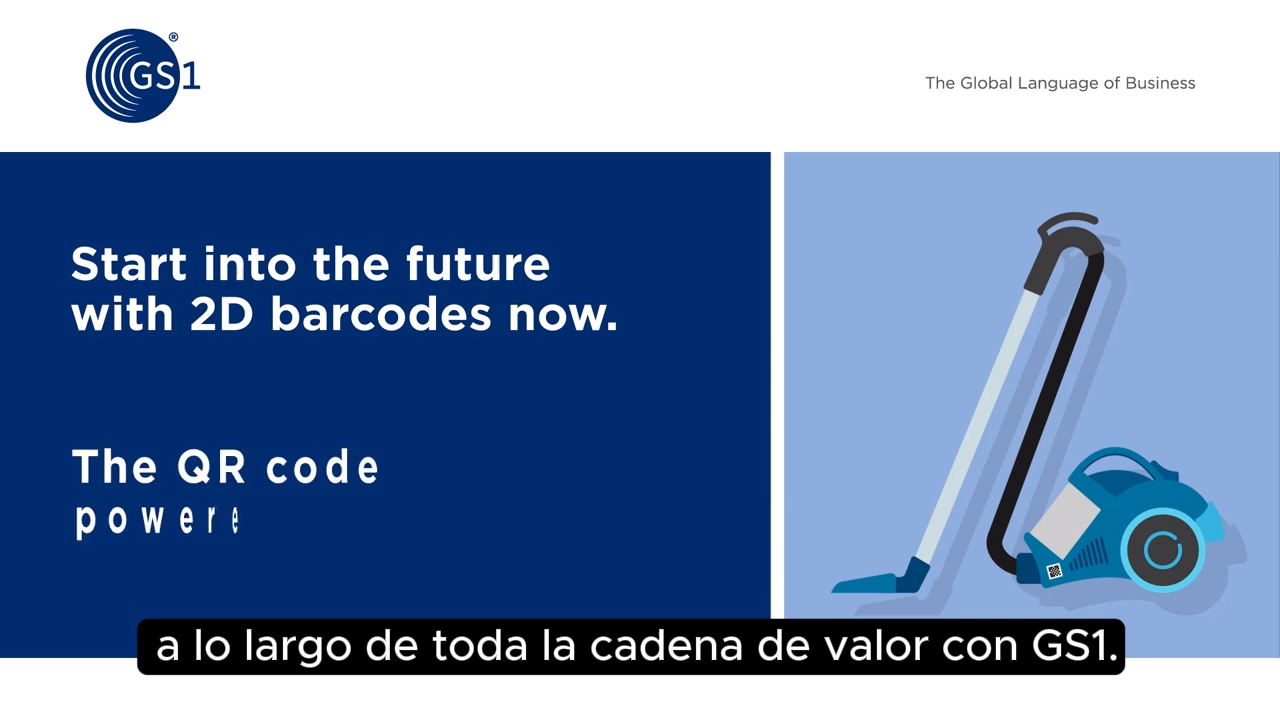 GS1®
The Global Language of Business
Start into the future
with 2D barcodes now.
The QR code
powere
a lo largo de toda la cadena de valor con GS1.